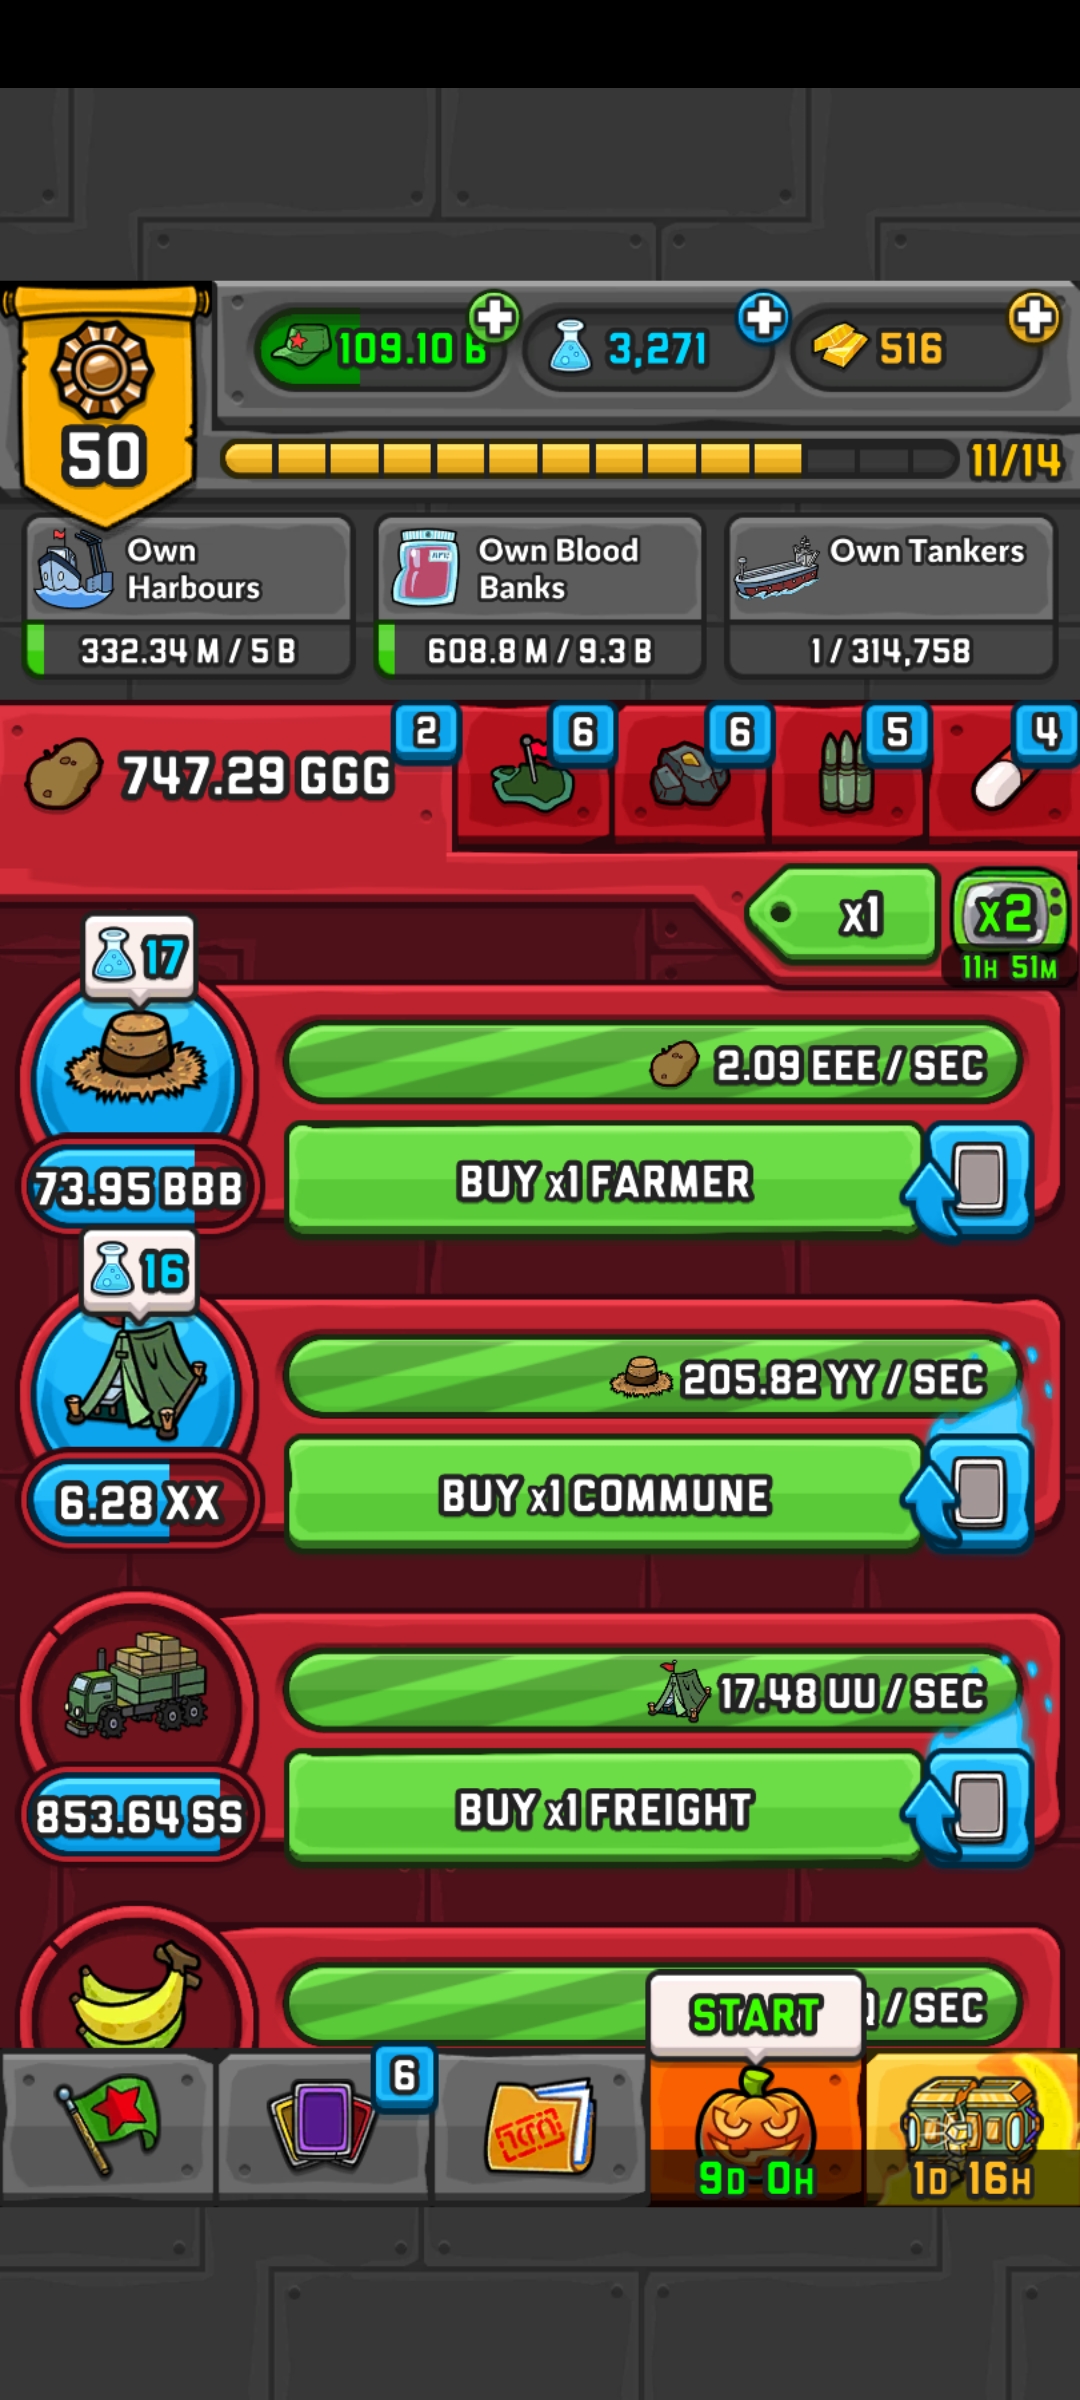 109.10 B
3,271
516
50
11/14
Own
Harbours
332.34 M / 5 B
Own Blood
Banks
608.8 M / 9.3 B
Own Tankers
1 / 314,758
747.29 GGG
2
6
6
5
4
x1
x2
11H 51M
17
2.09 EEE / SEC
73.95 BBB
BUY x1 FARMER
16
205.82 YY / SEC
6.28 XX
BUY x1 COMMUNE
17.48 UU / SEC
853.64 SS
BUY x1 FREIGHT
/ SEC
START
6
9D 0H
1D 16H